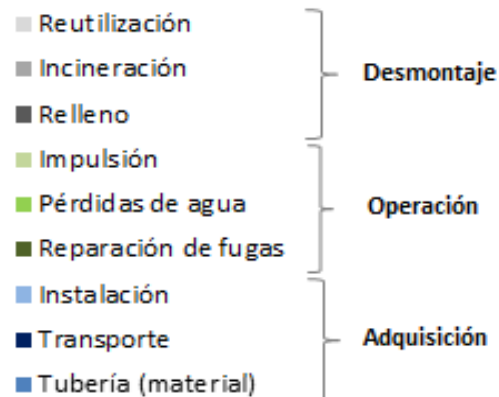 Reutilización
Incineración
Relleno
Desmontaje
Impulsión
Pérdidas de agua
Reparación de fugas
Operación
Instalación
Transporte
Tubería (material)
Adquisición